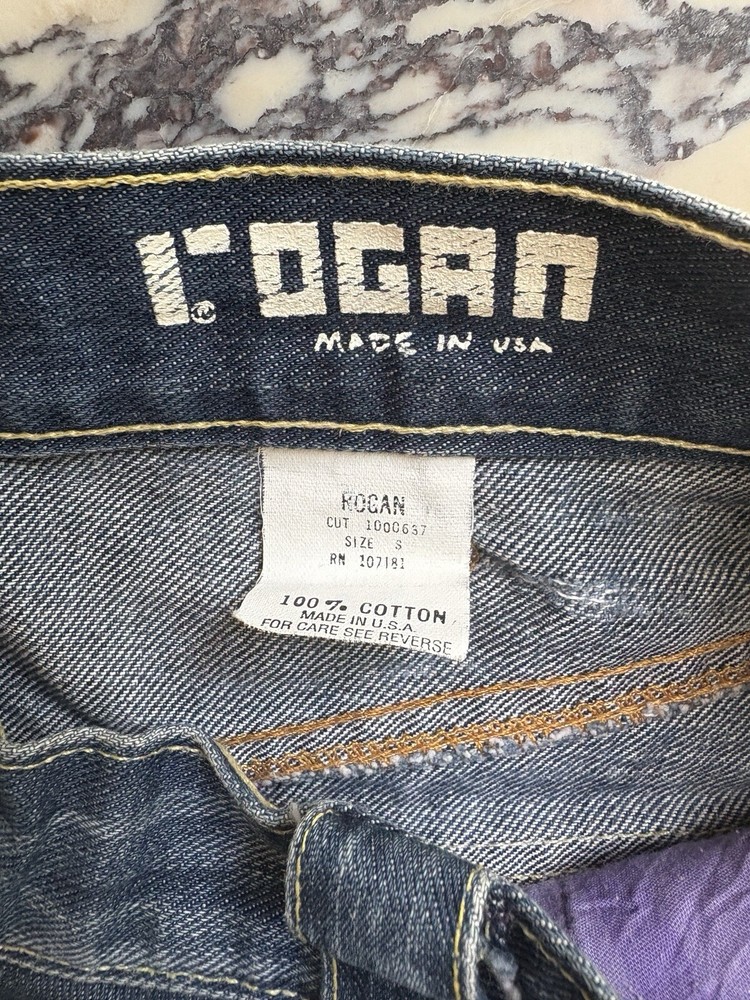 rOGAN
®
MADE IN USA
ROGAN
CUT 1000637
SIZE S
RN 107181
100% COTTON
MADE IN U.S.A.
FOR CARE SEE REVERSE